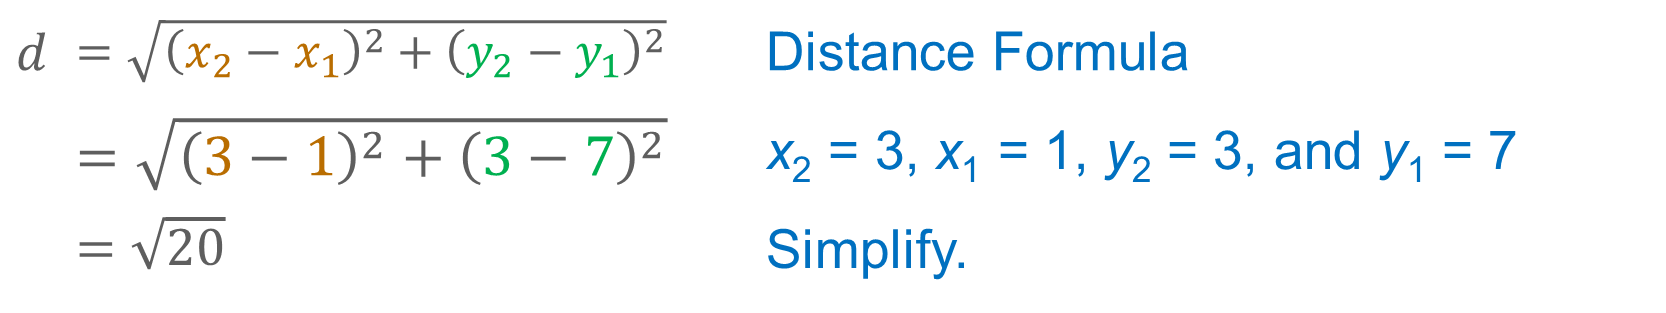 d = √(x₂ − x₁)² + (y₂ − y₁)² Distance Formula
= √(3 − 1)² + (3 − 7)² x₂ = 3, x₁ = 1, y₂ = 3, and y₁ = 7
= √20 Simplify.